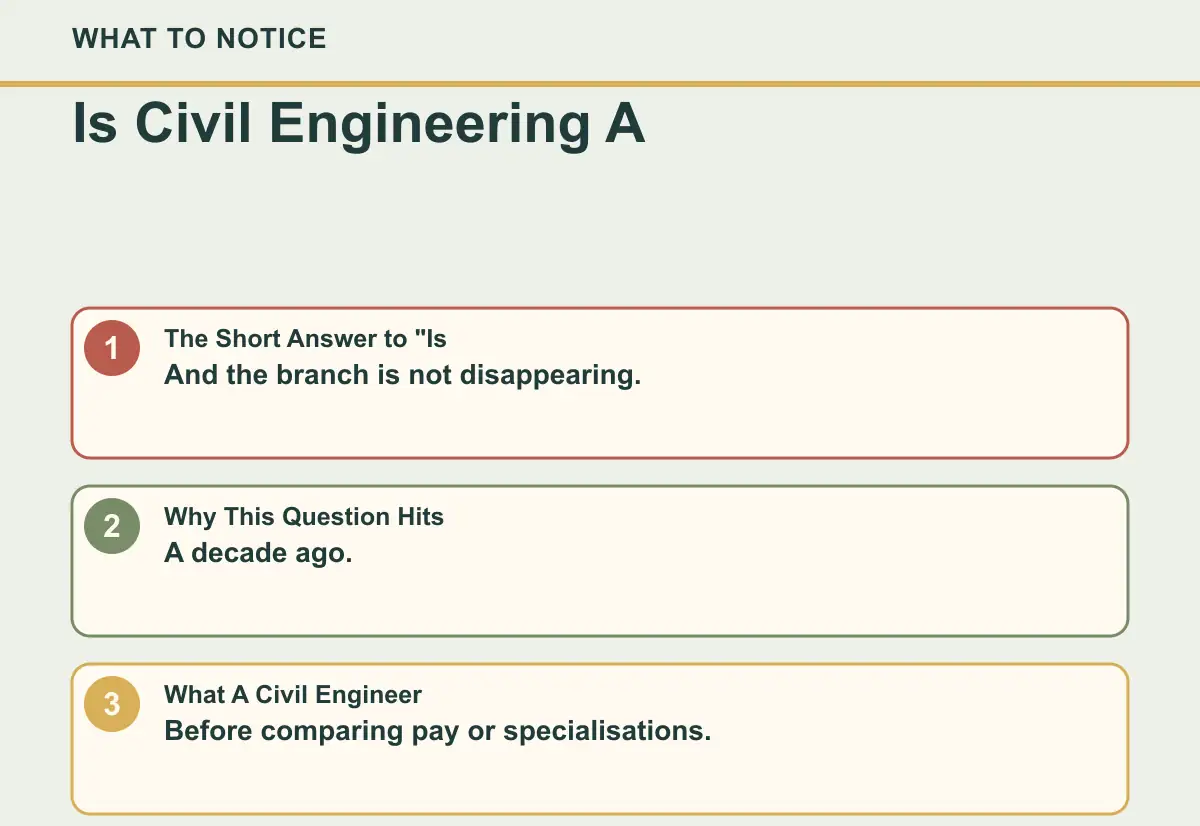 WHAT TO NOTICE
Is Civil Engineering A
1
The Short Answer to "Is
And the branch is not disappearing.
2
Why This Question Hits
A decade ago.
3
What A Civil Engineer
Before comparing pay or specialisations.